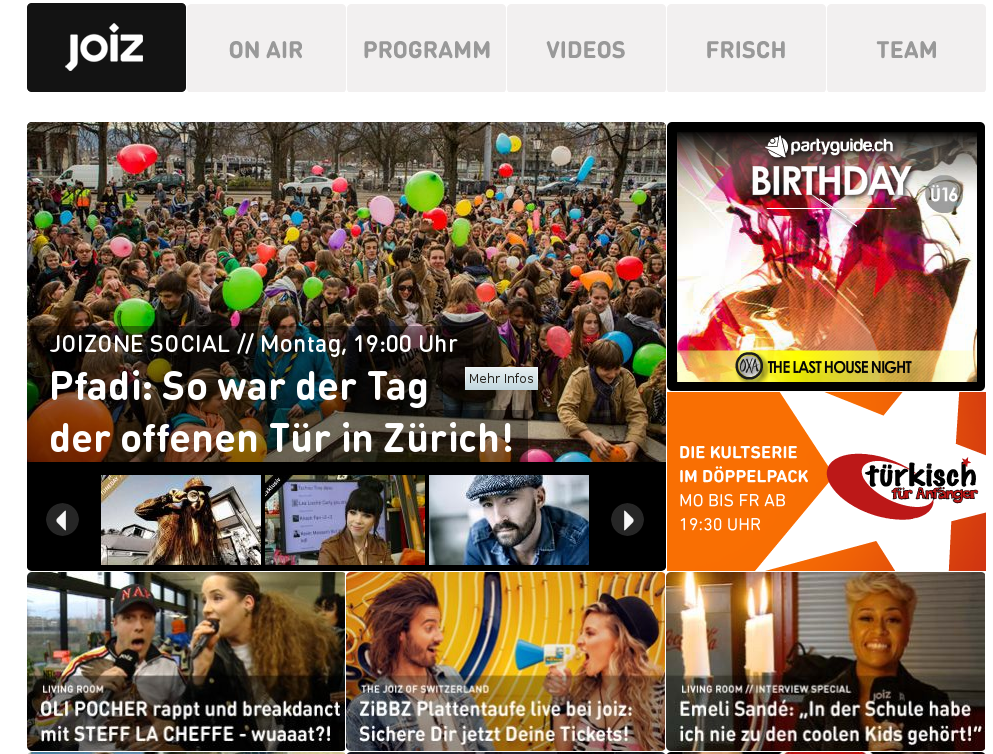 joiz
ON AIR
PROGRAMM
VIDEOS
FRISCH
TEAM
JOIZONE SOCIAL // Montag, 19:00 Uhr
Pfadi: So war der Tag
der offenen Tür in Zürich!
Mehr Infos
partyguide.ch
BIRTHDAY
Ü16
OXA
THE LAST HOUSE NIGHT
DIE KULTSERIE
IM DÖPPELPACK
MO BIS FR AB
19:30 UHR
türkisch
für Anfänger
LIVING ROOM
OLI POCHER rappt und breakdanct
mit STEFF LA CHEFFE - wuaaat?!
THE JOIZ OF SWITZERLAND
ZiBBZ Plattentaufe live bei joiz:
Sichere Dir jetzt Deine Tickets!
LIVING ROOM // INTERVIEW SPECIAL
Emeli Sandé: „In der Schule habe
ich nie zu den coolen Kids gehört!”